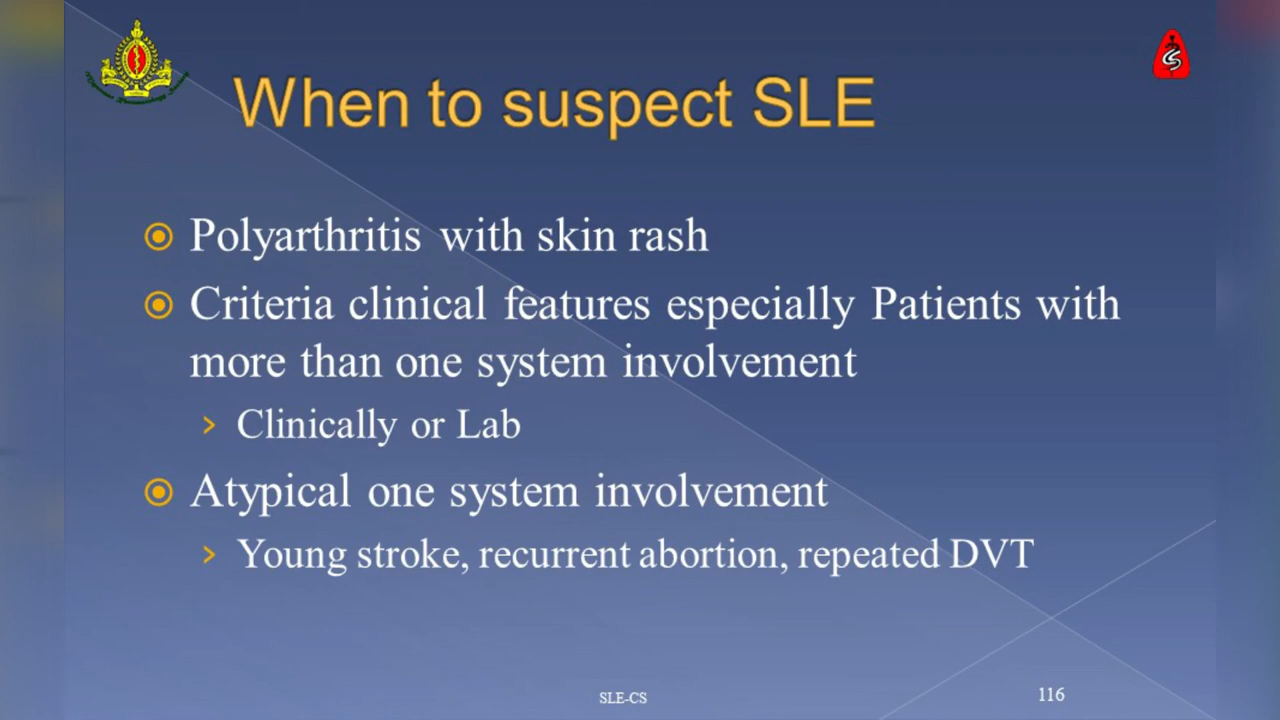 When to suspect SLE
Polyarthritis with skin rash
Criteria clinical features especially Patients with
more than one system involvement
Clinically or Lab
Atypical one system involvement
Young stroke, recurrent abortion, repeated DVT
SLE-CS
116